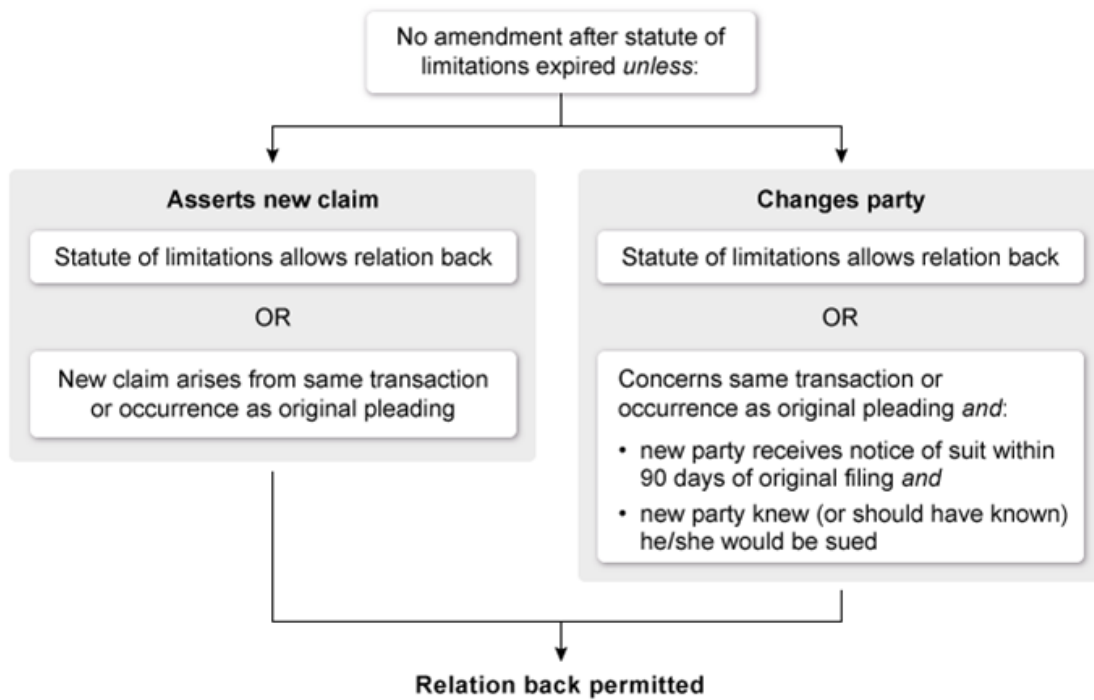 No amendment after statute of
limitations expired unless:
Asserts new claim
Statute of limitations allows relation back
OR
New claim arises from same transaction
or occurrence as original pleading
Changes party
Statute of limitations allows relation back
OR
Concerns same transaction or
occurrence as original pleading and:
• new party receives notice of suit within
90 days of original filing and
• new party knew (or should have known)
he/she would be sued
Relation back permitted